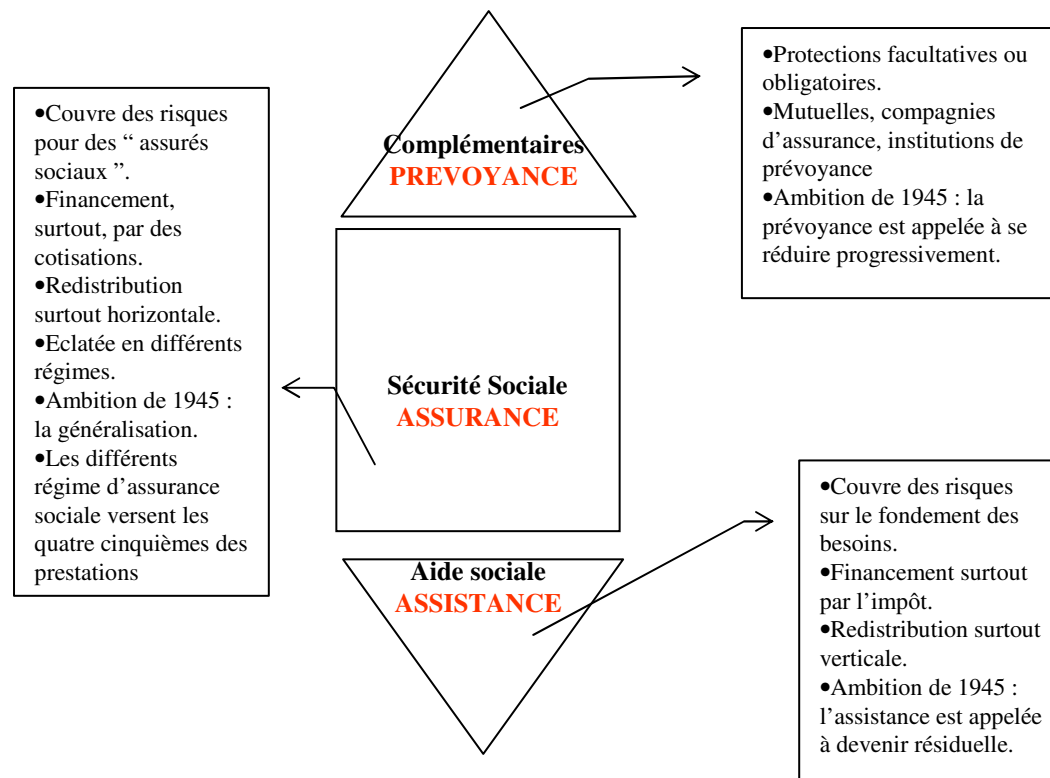 •Couvre des risques
pour des “ assurés
sociaux ”.
•Financement,
surtout, par des
cotisations.
•Redistribution
surtout horizontale.
•Eclatée en différents
régimes.
•Ambition de 1945 :
la généralisation.
•Les différents
régime d’assurance
sociale versent les
quatre cinquièmes des
prestations
Complémentaires
PREVOYANCE
•Protections facultatives ou
obligatoires.
•Mutuelles, compagnies
d’assurance, institutions de
prévoyance
•Ambition de 1945 : la
prévoyance est appelée à se
réduire progressivement.
Sécurité Sociale
ASSURANCE
Aide sociale
ASSISTANCE
•Couvre des risques
sur le fondement des
besoins.
•Financement surtout
par l’impôt.
•Redistribution surtout
verticale.
•Ambition de 1945 :
l’assistance est appelée
à devenir résiduelle.